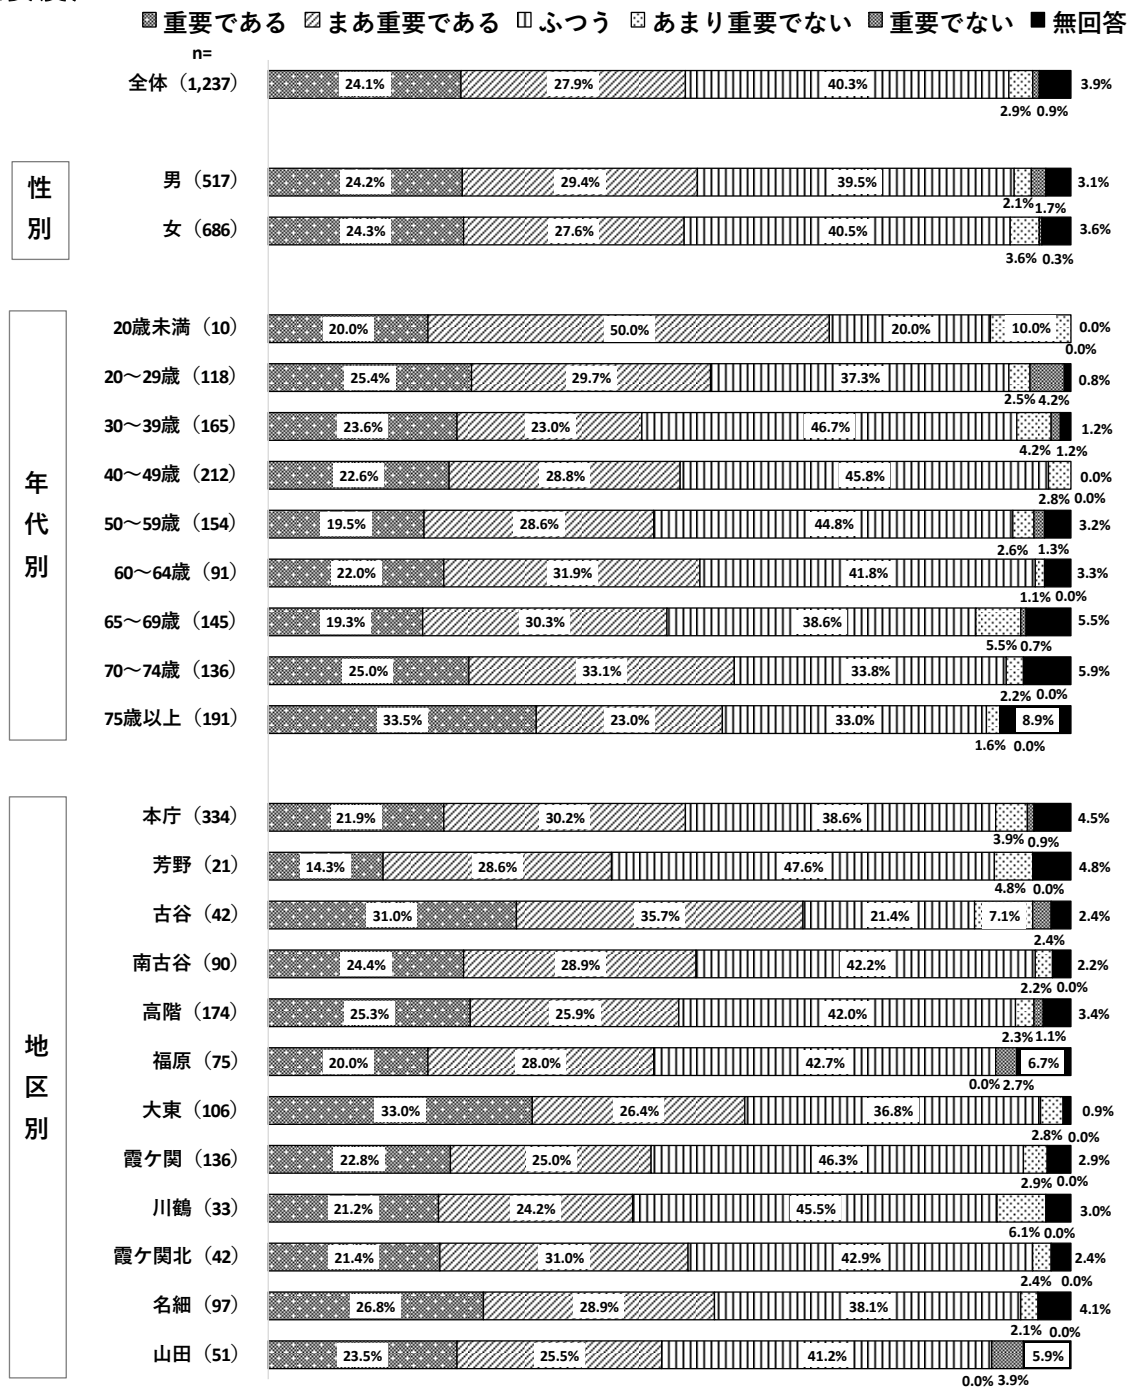 重要である まあ重要である ふつう あまり重要でない 重要でない 無回答
n=
全体（1,237） 24.1% 27.9% 40.3% 3.9%
2.9% 0.9%
性別
男（517） 24.2% 29.4% 39.5% 3.1%
2.1% 1.7%
女（686） 24.3% 27.6% 40.5% 3.6%
3.6% 0.3%
年代別
20歳未満（10） 20.0% 50.0% 20.0% 10.0% 0.0%
0.0%
20～29歳（118） 25.4% 29.7% 37.3% 0.8%
2.5% 4.2%
30～39歳（165） 23.6% 23.0% 46.7% 1.2%
4.2% 1.2%
40～49歳（212） 22.6% 28.8% 45.8% 0.0%
2.8% 0.0%
50～59歳（154） 19.5% 28.6% 44.8% 3.2%
2.6% 1.3%
60～64歳（91） 22.0% 31.9% 41.8% 3.3%
1.1% 0.0%
65～69歳（145） 19.3% 30.3% 38.6% 5.5%
5.5% 0.7%
70～74歳（136） 25.0% 33.1% 33.8% 5.9%
2.2% 0.0%
75歳以上（191） 33.5% 23.0% 33.0% 8.9%
1.6% 0.0%
地区別
本庁（334） 21.9% 30.2% 38.6% 4.5%
3.9% 0.9%
芳野（21） 14.3% 28.6% 47.6% 4.8%
4.8% 0.0%
古谷（42） 31.0% 35.7% 21.4% 7.1% 2.4%
2.4%
南古谷（90） 24.4% 28.9% 42.2% 2.2%
2.2% 0.0%
高階（174） 25.3% 25.9% 42.0% 3.4%
2.3% 1.1%
福原（75） 20.0% 28.0% 42.7% 6.7%
0.0% 2.7%
大東（106） 33.0% 26.4% 36.8% 0.9%
2.8% 0.0%
霞ケ関（136） 22.8% 25.0% 46.3% 2.9%
2.9% 0.0%
川鶴（33） 21.2% 24.2% 45.5% 3.0%
6.1% 0.0%
霞ケ関北（42） 21.4% 31.0% 42.9% 2.4%
2.4% 0.0%
名細（97） 26.8% 28.9% 38.1% 4.1%
2.1% 0.0%
山田（51） 23.5% 25.5% 41.2% 5.9%
0.0% 3.9%